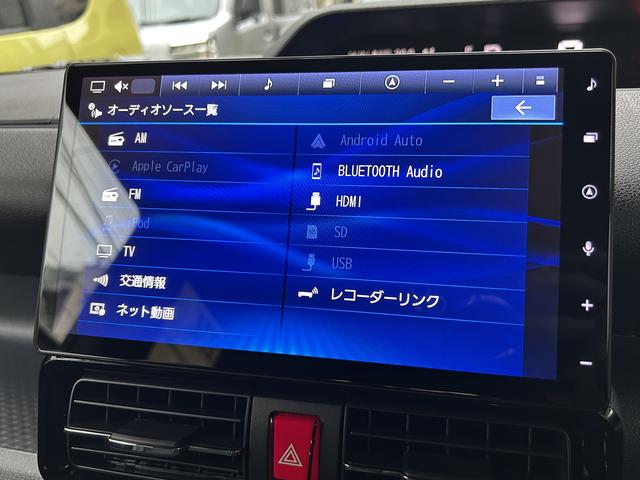 オーディオソース一覧
AM
Apple CarPlay
FM
iPod
TV
交通情報
ネット動画
Android Auto
BLUETOOTH Audio
HDMI
SD
USB
レコーダーリンク